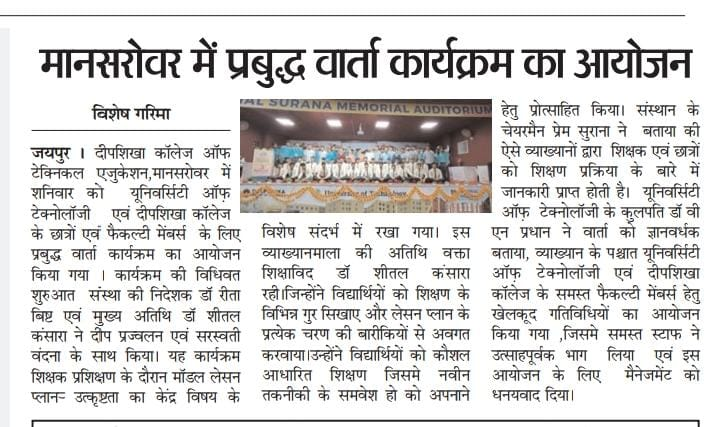 मानसरोवर में प्रबुद्ध वार्ता कार्यक्रम का आयोजन
विशेष गरिमा
जयपुर । दीपशिखा कॉलेज ऑफ
टेक्निकल एजुकेशन,मानसरोवर में
शनिवार को यूनिवर्सिटी ऑफ़
टेक्नोलॉजी एवं दीपशिखा कॉलेज
के छात्रों एवं फैकल्टी मेंबर्स के लिए
प्रबुद्ध वार्ता कार्यक्रम का आयोजन
किया गया । कार्यक्रम की विधिवत
शुरुआत संस्था की निदेशक डॉ रीता
बिष्ट एवं मुख्य अतिथि डॉ शीतल
कंसारा ने दीप प्रज्वलन एवं सरस्वती
वंदना के साथ किया। यह कार्यक्रम
शिक्षक प्रशिक्षण के दौरान मॉडल लेसन
प्लान- उत्कृष्टता का केंद्र विषय के
SURANA MEMORIAL AUDITORIUM
University of Technology
विशेष संदर्भ में रखा गया। इस
व्याख्यानमाला की अतिथि वक्ता
शिक्षाविद डॉ शीतल कंसारा
रही।जिन्होंने विद्यार्थियों को शिक्षण के
विभिन्न गुर सिखाए और लेसन प्लान के
प्रत्येक चरण की बारीकियों से अवगत
करवाया।उन्होंने विद्यार्थियों को कौशल
आधारित शिक्षण जिसमे नवीन
तकनीकी के समवेश हो को अपनाने
हेतु प्रोत्साहित किया। संस्थान के
चेयरमैन प्रेम सुराना ने बताया की
ऐसे व्याख्यानों द्वारा शिक्षक एवं छात्रों
को शिक्षण प्रक्रिया के बारे में
जानकारी प्राप्त होती है। यूनिवर्सिटी
ऑफ़ टेक्नोलॉजी के कुलपति डॉ वी
एन प्रधान ने वार्ता को ज्ञानवर्धक
बताया, व्याख्यान के पश्चात यूनिवर्सिटी
ऑफ़ टेक्नोलॉजी एवं दीपशिखा
कॉलेज के समस्त फैकल्टी मेंबर्स हेतु
खेलकूद गतिविधियों का आयोजन
किया गया ,जिसमे समस्त स्टाफ ने
उत्साहपूर्वक भाग लिया एवं इस
आयोजन के लिए मैनेजमेंट को
धनयवाद दिया।